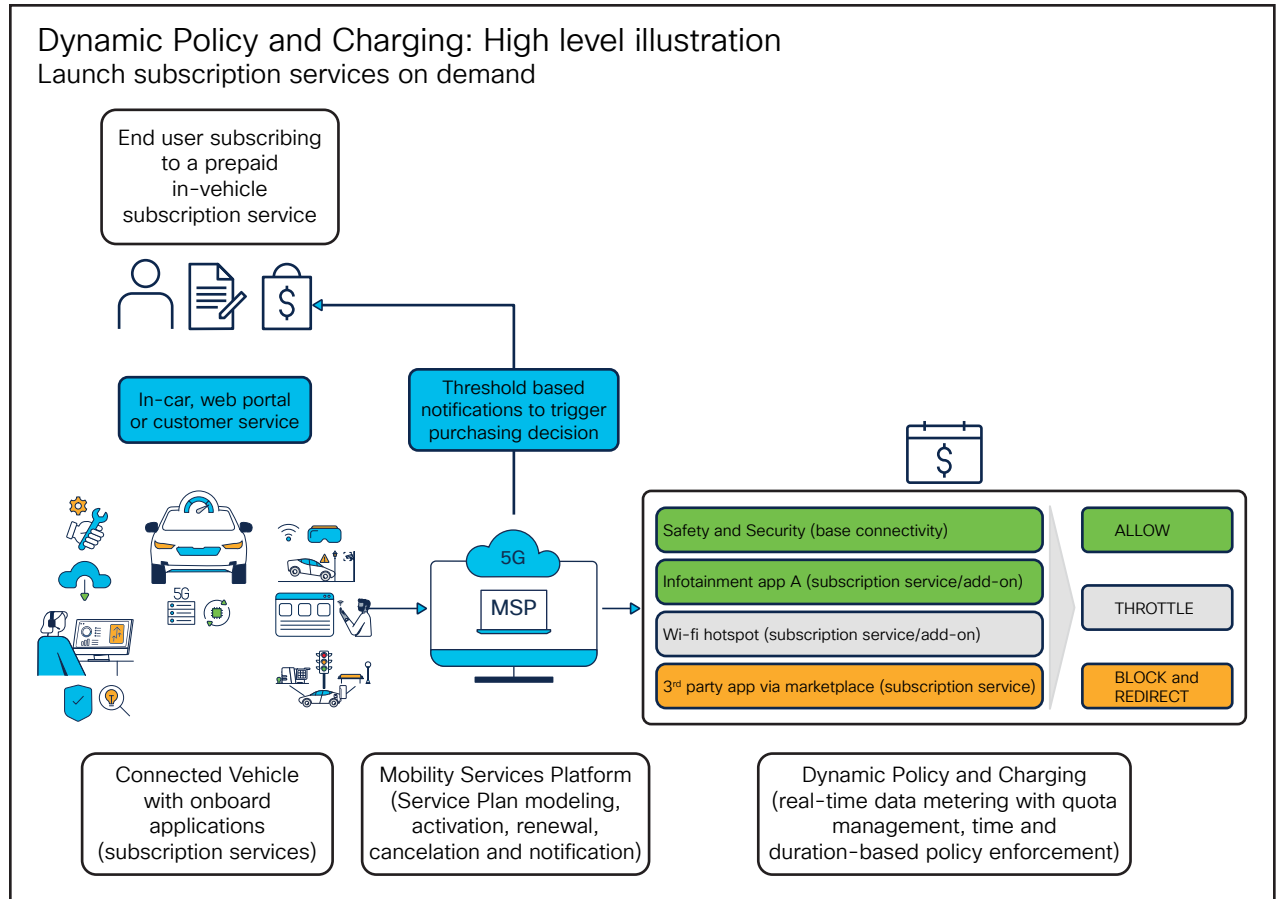 Dynamic Policy and Charging: High level illustration
Launch subscription services on demand
End user subscribing
to a prepaid
in-vehicle
subscription service
$
In-car, web portal
or customer service
Threshold based
notifications to trigger
purchasing decision
$
5G
5G
MSP
Safety and Security (base connectivity)
Infotainment app A (subscription service/add-on)
Wi-fi hotspot (subscription service/add-on)
3rd party app via marketplace (subscription service)
ALLOW
THROTTLE
BLOCK and
REDIRECT
Connected Vehicle
with onboard
applications
(subscription services)
Mobility Services Platform
(Service Plan modeling,
activation, renewal,
cancelation and notification)
Dynamic Policy and Charging
(real-time data metering with quota
management, time and
duration-based policy enforcement)